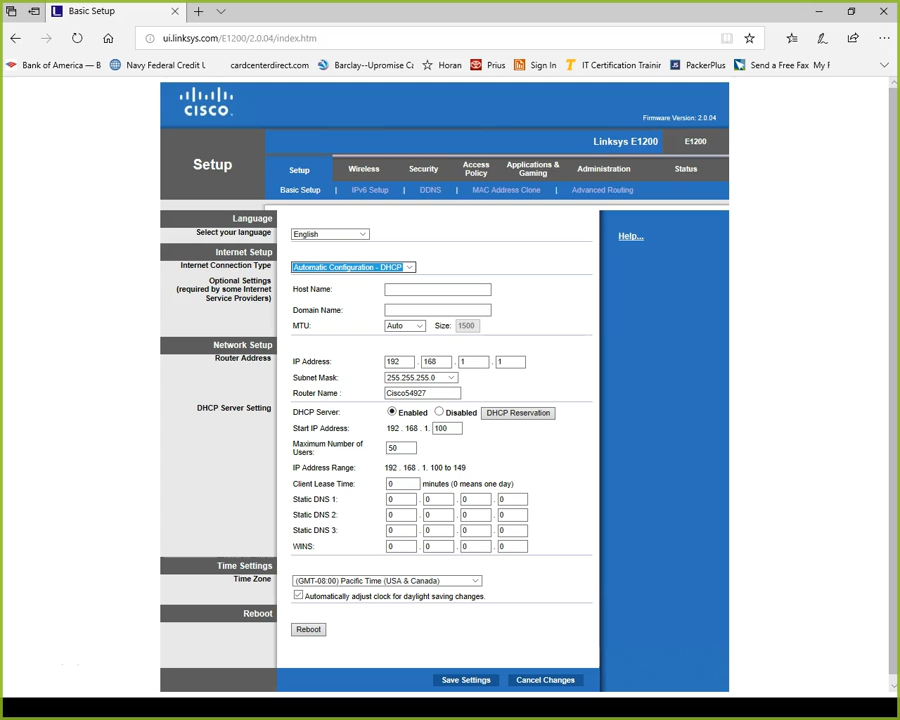 Basic Setup
ui.linksys.com/E1200/2.0.04/index.htm
Bank of America — B Navy Federal Credit U cardcenterdirect.com Barclay--Upromise Ca Horan Prius Sign In IT Certification Trainin PackerPlus Send a Free Fax My F
CISCO.
Firmware Version: 2.0.04
Linksys E1200 E1200
Setup
Setup Wireless Security Access Policy Applications & Gaming Administration Status
Basic Setup | IPv6 Setup | DDNS | MAC Address Clone | Advanced Routing
Language
Select your language English
Help...
Internet Setup
Internet Connection Type Automatic Configuration - DHCP
Optional Settings
(required by some Internet
Service Providers)
Host Name:
Domain Name:
MTU: Auto Size: 1500
Network Setup
Router Address
IP Address: 192 . 168 . 1 . 1
Subnet Mask: 255.255.255.0
Router Name : Cisco54927
DHCP Server Setting
DHCP Server: Enabled Disabled DHCP Reservation
Start IP Address: 192 . 168 . 1. 100
Maximum Number of
Users: 50
IP Address Range: 192 . 168 . 1. 100 to 149
Client Lease Time: 0 minutes (0 means one day)
Static DNS 1: 0 . 0 . 0 . 0
Static DNS 2: 0 . 0 . 0 . 0
Static DNS 3: 0 . 0 . 0 . 0
WINS: 0 . 0 . 0 . 0
Time Settings
Time Zone
(GMT-08:00) Pacific Time (USA & Canada)
Automatically adjust clock for daylight saving changes.
Reboot
Reboot
Save Settings Cancel Changes